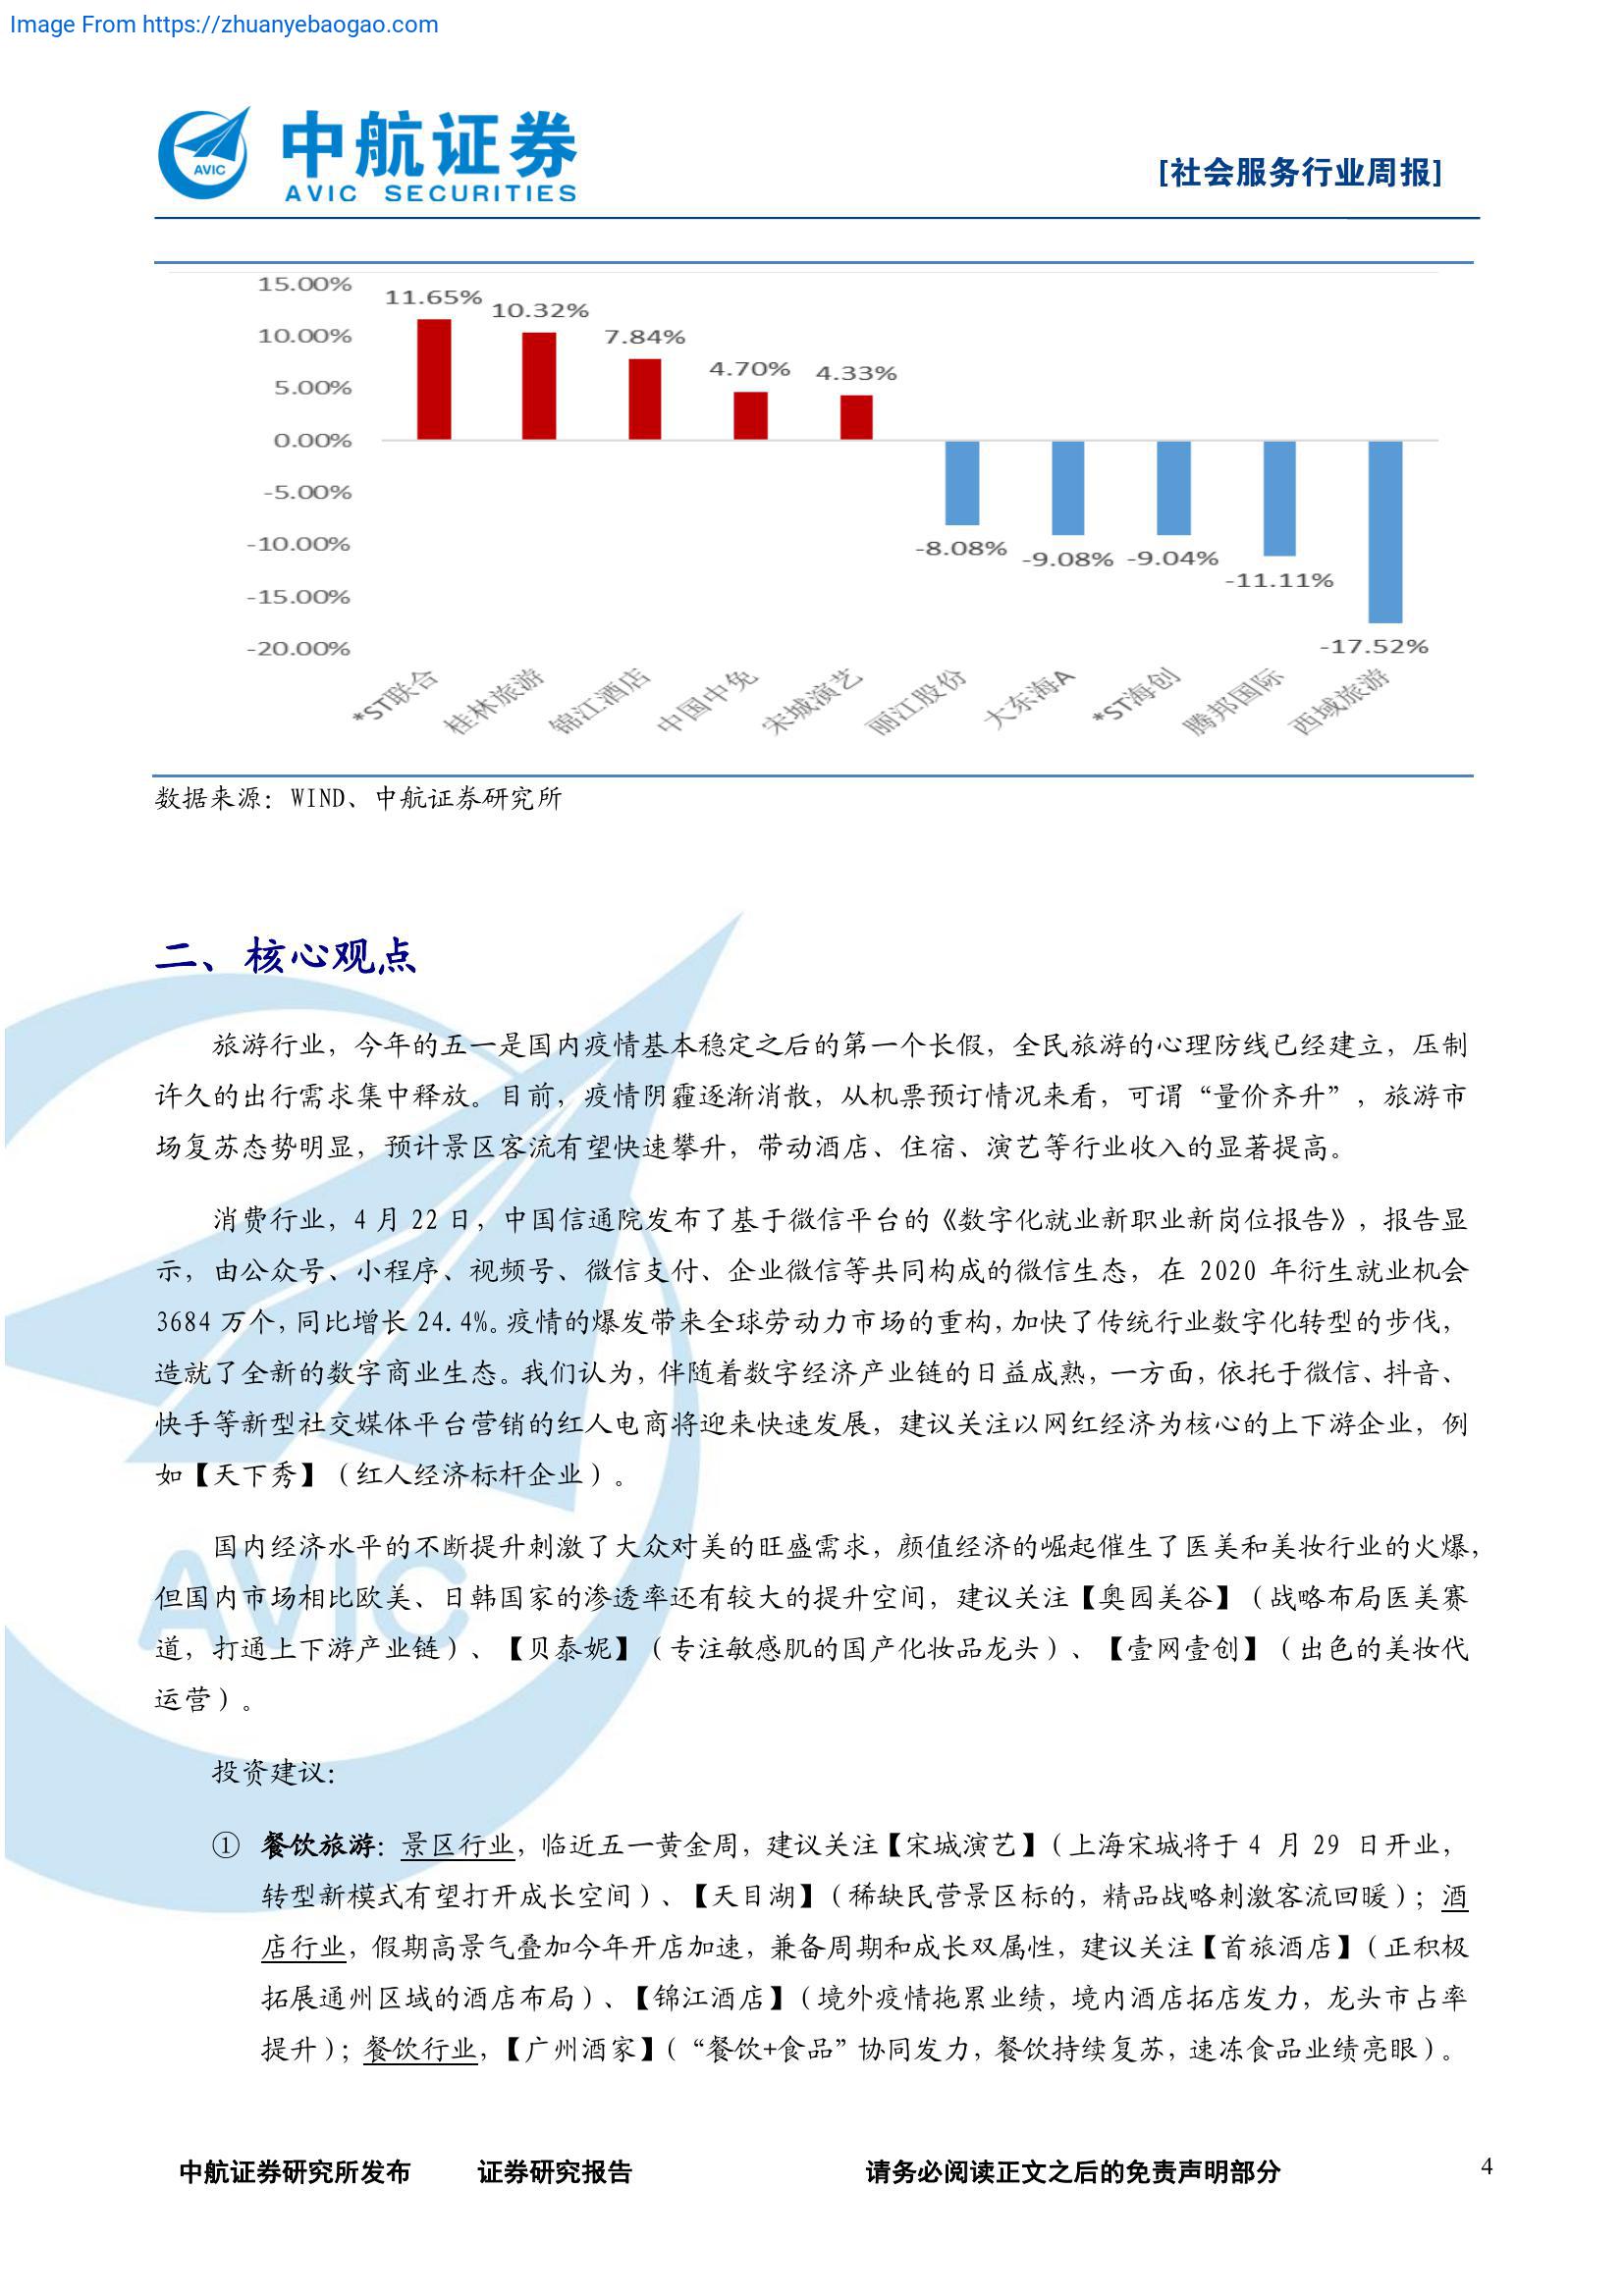 Image From https://zhuanyebaogao.com
中航证券
AVIC
AVIC SECURITIES
[社会服务行业周报]
15.00%
10.00%
5.00%
0.00%
-5.00%
-10.00%
-15.00%
-20.00%
11.65%
10.32%
7.84%
4.70%
4.33%
-8.08%
-9.08%
-9.04%
-11.11%
-17.52%
*ST联合
桂林旅游
锦江酒店
中国中免
宋城演艺
丽江股份
大东海A
*ST海创
腾邦国际
西域旅游
数据来源：WIND、中航证券研究所
二、核心观点
旅游行业，今年的五一是国内疫情基本稳定之后的第一个长假，全民旅游的心理防线已经建立，压制
许久的出行需求集中释放。目前，疫情阴霾逐渐消散，从机票预订情况来看，可谓“量价齐升”，旅游市
场复苏态势明显，预计景区客流有望快速攀升，带动酒店、住宿、演艺等行业收入的显著提高。
消费行业，4 月 22 日，中国信通院发布了基于微信平台的《数字化就业新职业新岗位报告》，报告显
示，由公众号、小程序、视频号、微信支付、企业微信等共同构成的微信生态，在 2020 年衍生就业机会
3684 万个，同比增长 24.4%。疫情的爆发带来全球劳动力市场的重构，加快了传统行业数字化转型的步伐，
造就了全新的数字商业生态。我们认为，伴随着数字经济产业链的日益成熟，一方面，依托于微信、抖音、
快手等新型社交媒体平台营销的红人电商将迎来快速发展，建议关注以网红经济为核心的上下游企业，例
如【天下秀】（红人经济标杆企业）。
国内经济水平的不断提升刺激了大众对美的旺盛需求，颜值经济的崛起催生了医美和美妆行业的火爆，
但国内市场相比欧美、日韩国家的渗透率还有较大的提升空间，建议关注【奥园美谷】（战略布局医美赛
道，打通上下游产业链）、【贝泰妮】（专注敏感肌的国产化妆品龙头）、【壹网壹创】（出色的美妆代
运营）。
AVIC
投资建议：
① 餐饮旅游：景区行业，临近五一黄金周，建议关注【宋城演艺】（上海宋城将于 4 月 29 日开业，
转型新模式有望打开成长空间）、【天目湖】（稀缺民营景区标的，精品战略刺激客流回暖）；酒
店行业，假期高景气叠加今年开店加速，兼备周期和成长双属性，建议关注【首旅酒店】（正积极
拓展通州区域的酒店布局）、【锦江酒店】（境外疫情拖累业绩，境内酒店拓店发力，龙头市占率
提升）；餐饮行业，【广州酒家】（“餐饮+食品”协同发力，餐饮持续复苏，速冻食品业绩亮眼）。
中航证券研究所发布 证券研究报告 请务必阅读正文之后的免责声明部分 4